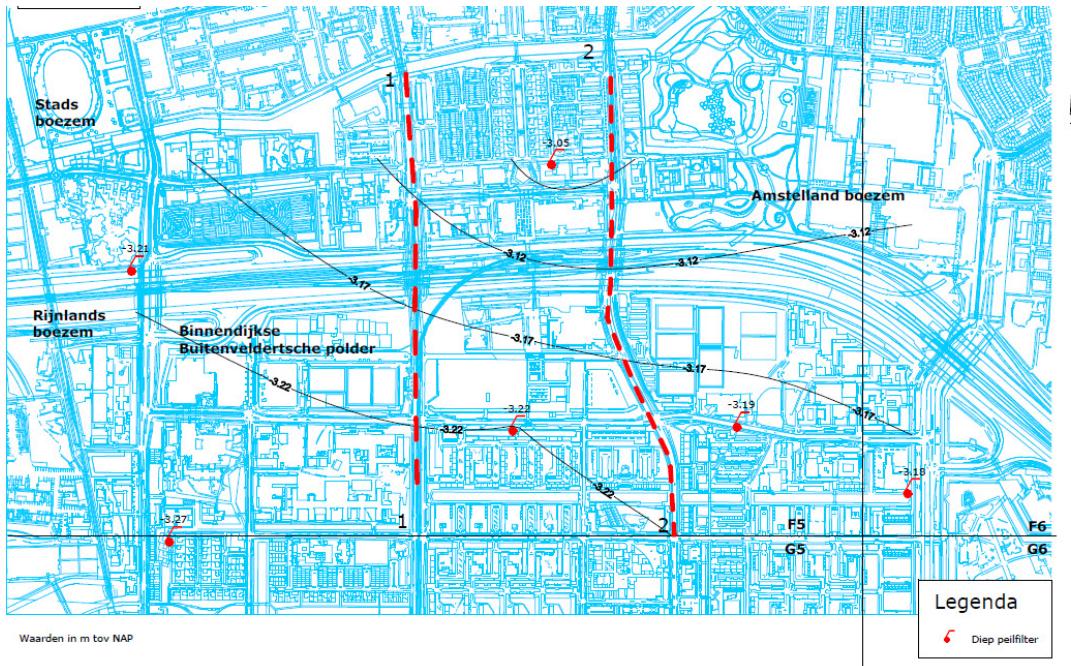 2
1
Stads
boezem
-3.05
Amstelland boezem
-3.12
-3.12
-3.12
-3.21
-3.17
Rijnlands
boezem
Binnendijkse
Buitenveldertsche polder
-3.17
-3.17
-3.22
-3.17
-3.22
-3.19
-3.22
-3.22
-3.18
-3.27
1
2
F5
F6
G5
G6
Legenda
Diep peilfilter
Waarden in m tov NAP